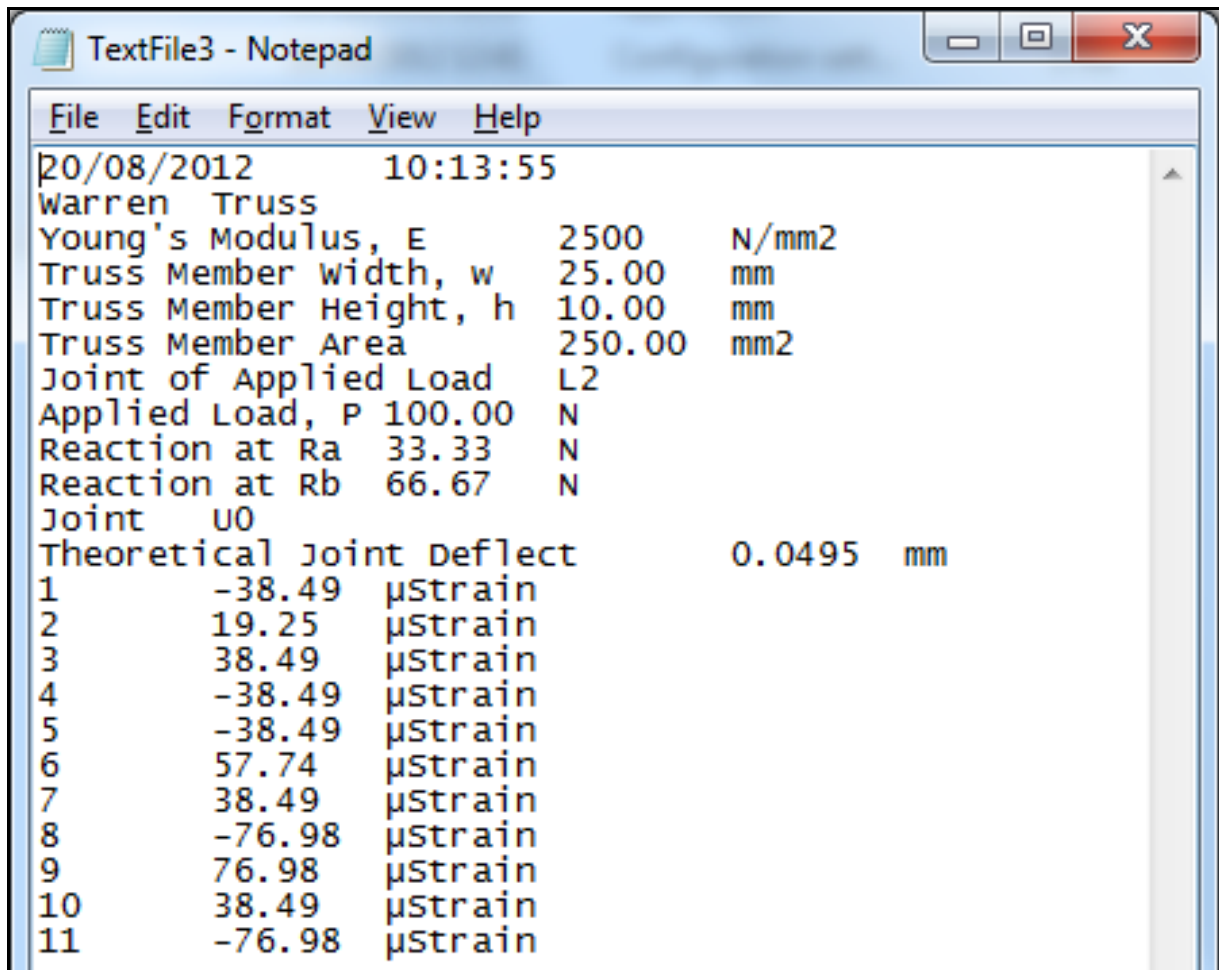 TextFile3 - Notepad
File Edit Format View Help
20/08/2012 10:13:55
Warren Truss
Young's Modulus, E 2500 N/mm2
Truss Member Width, w 25.00 mm
Truss Member Height, h 10.00 mm
Truss Member Area 250.00 mm2
Joint of Applied Load L2
Applied Load, P 100.00 N
Reaction at Ra 33.33 N
Reaction at Rb 66.67 N
Joint U0
Theoretical Joint Deflect 0.0495 mm
1 -38.49 µStrain
2 19.25 µStrain
3 38.49 µStrain
4 -38.49 µStrain
5 -38.49 µStrain
6 57.74 µStrain
7 38.49 µStrain
8 -76.98 µStrain
9 76.98 µStrain
10 38.49 µStrain
11 -76.98 µStrain